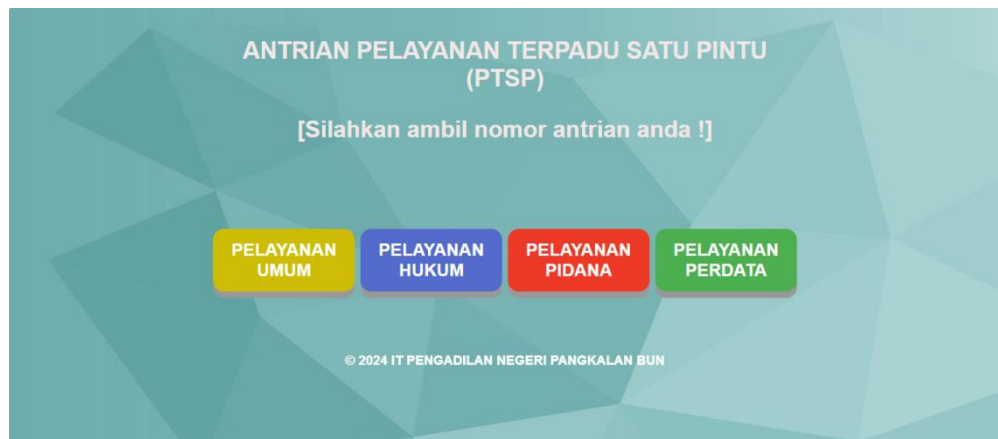 ANTRIAN PELAYANAN TERPADU SATU PINTU
(PTSP)
[Silahkan ambil nomor antrian anda !]
PELAYANAN UMUM
PELAYANAN HUKUM
PELAYANAN PIDANA
PELAYANAN PERDATA
© 2024 IT PENGADILAN NEGERI PANGKALAN BUN